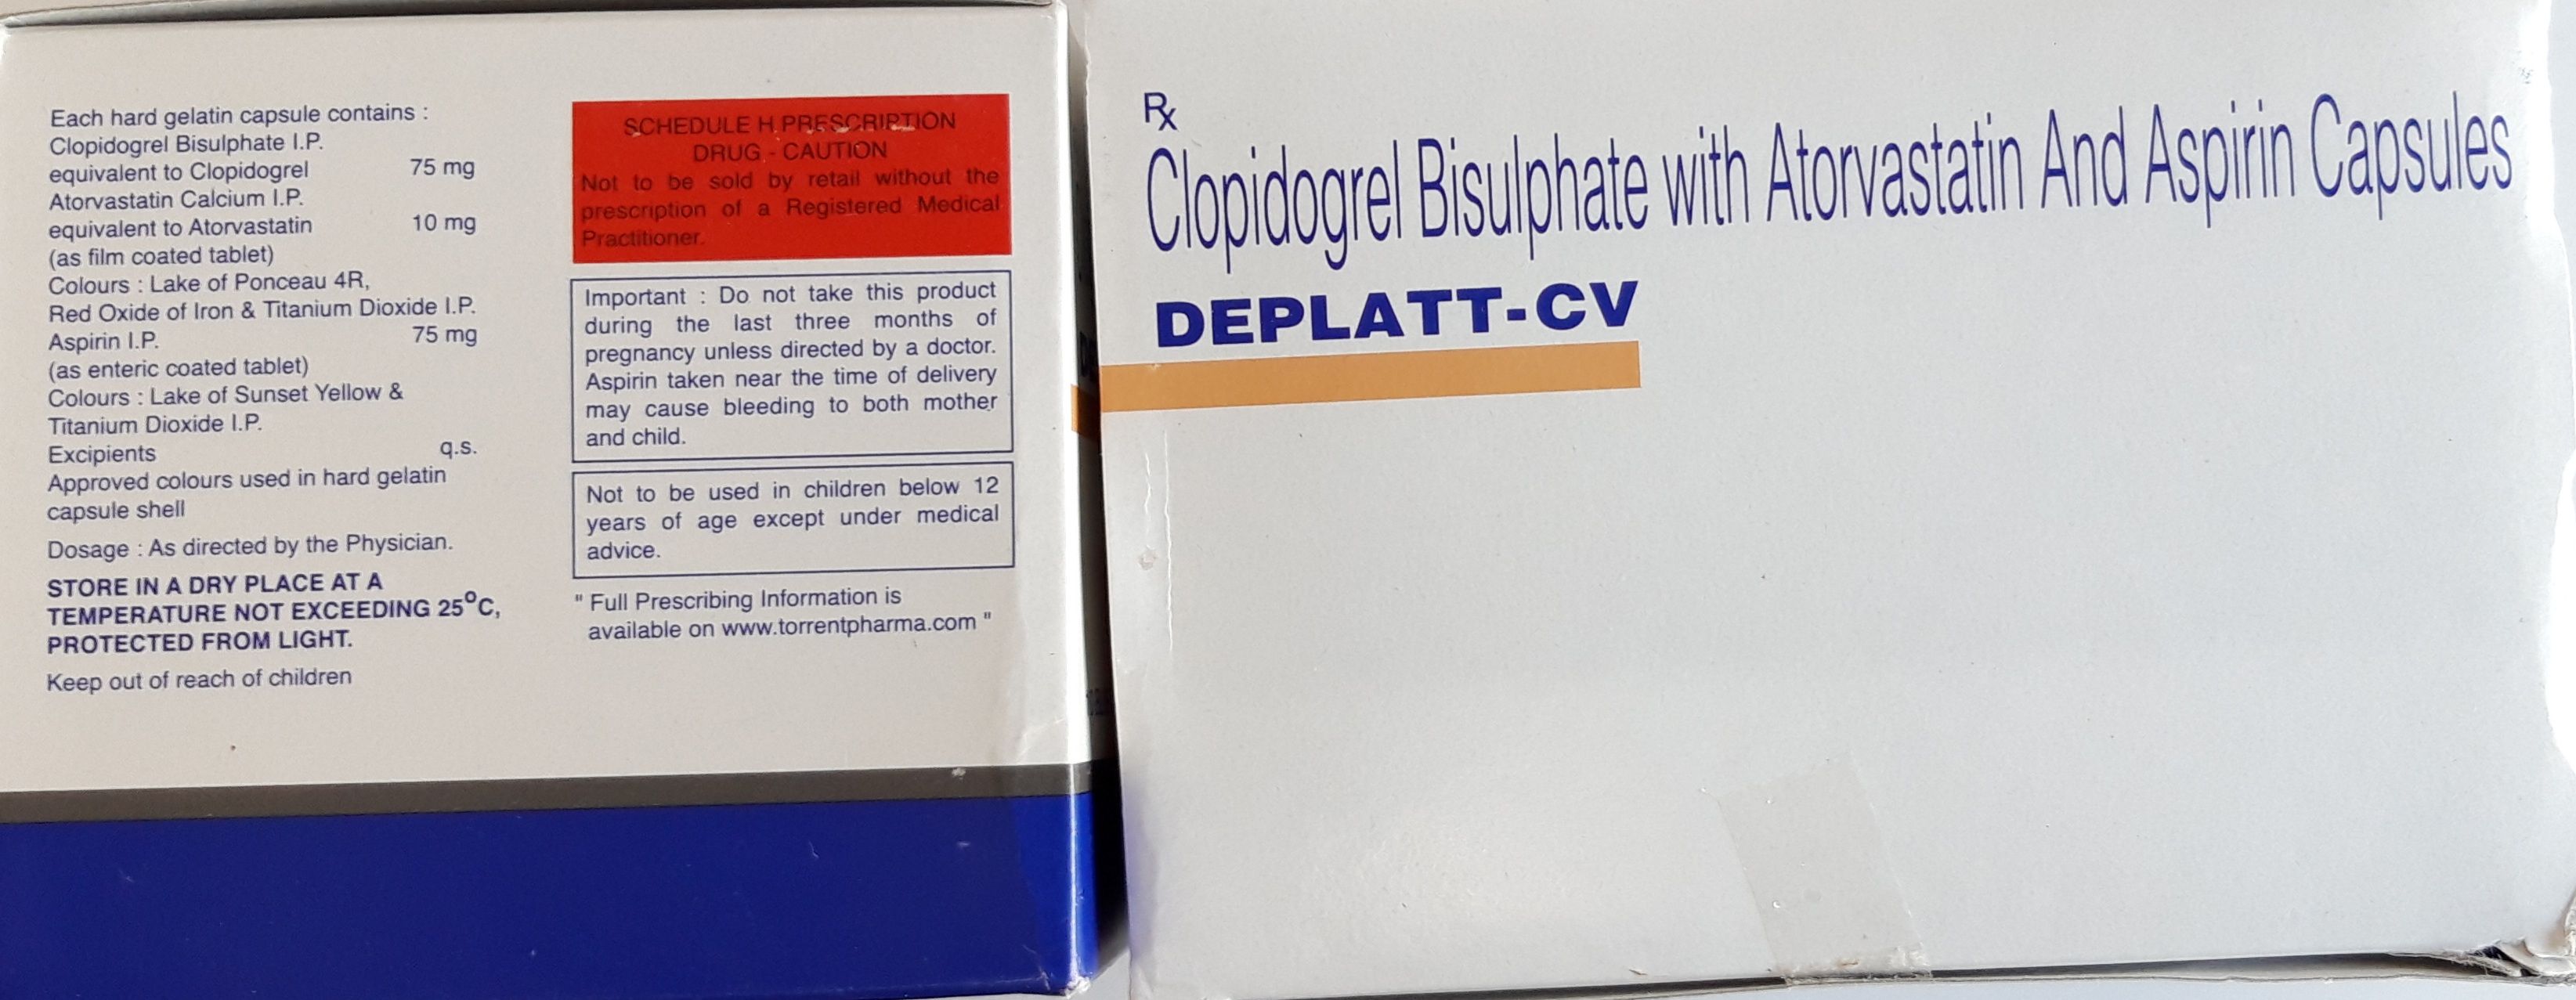 Each hard gelatin capsule contains :
Clopidogrel Bisulphate I.P.
equivalent to Clopidogrel 75 mg
Atorvastatin Calcium I.P.
equivalent to Atorvastatin 10 mg
(as film coated tablet)
Colours : Lake of Ponceau 4R,
Red Oxide of Iron & Titanium Dioxide I.P.
Aspirin I.P. 75 mg
(as enteric coated tablet)
Colours : Lake of Sunset Yellow &
Titanium Dioxide I.P.
Excipients q.s.
Approved colours used in hard gelatin
capsule shell
Dosage : As directed by the Physician.
STORE IN A DRY PLACE AT A
TEMPERATURE NOT EXCEEDING 25°C,
PROTECTED FROM LIGHT.
Keep out of reach of children
SCHEDULE H PRESCRIPTION
DRUG - CAUTION
Not to be sold by retail without the
prescription of a Registered Medical
Practitioner.
Important : Do not take this product
during the last three months of
pregnancy unless directed by a doctor.
Aspirin taken near the time of delivery
may cause bleeding to both mother
and child.
Not to be used in children below 12
years of age except under medical
advice.
" Full Prescribing Information is
available on www.torrentpharma.com "
Rx
Clopidogrel Bisulphate with Atorvastatin And Aspirin Capsules
DEPLATT-CV